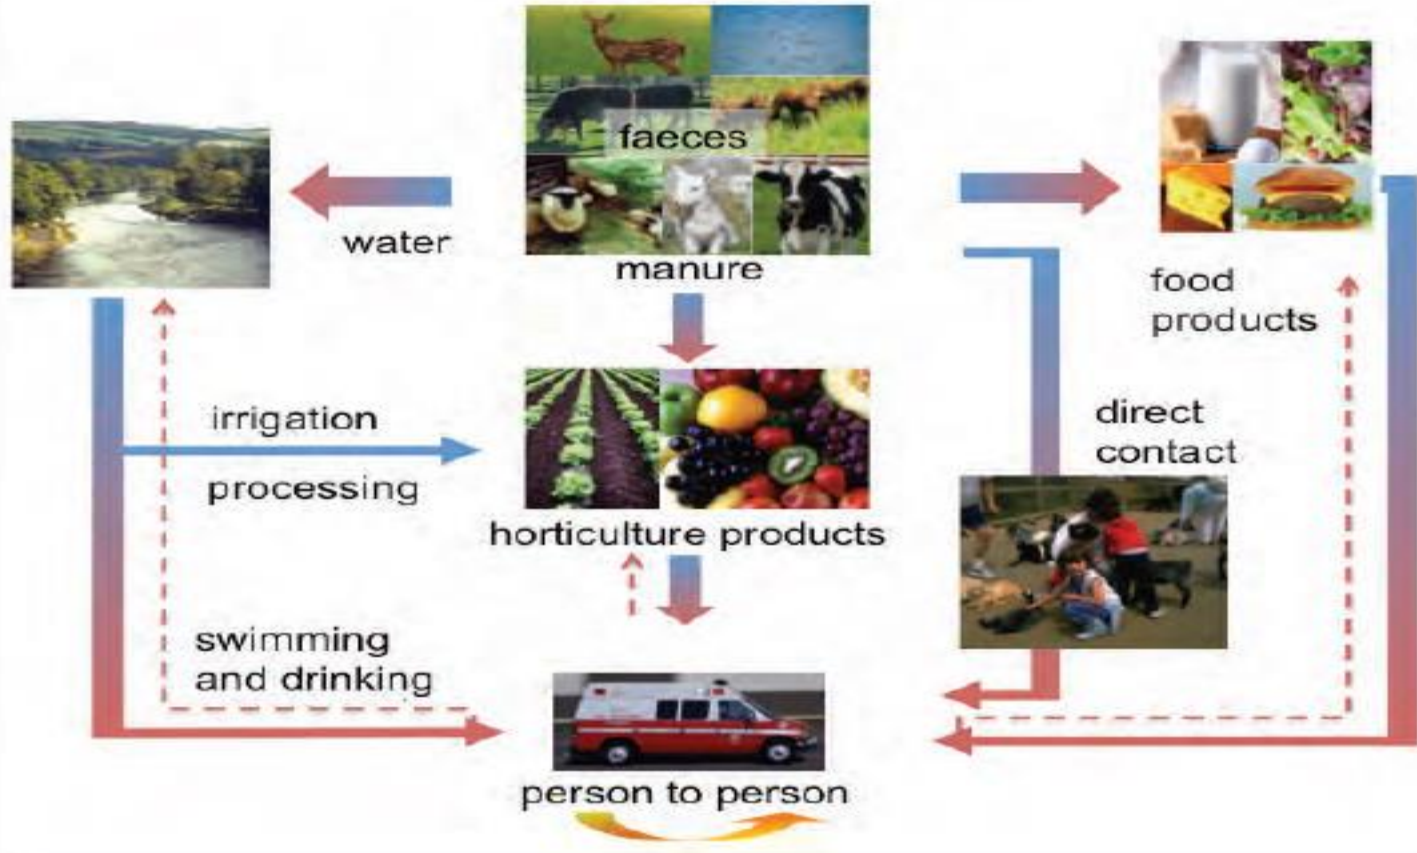 faeces
manure
water
food
products
irrigation
processing
direct
contact
horticulture products
swimming
and drinking
person to person